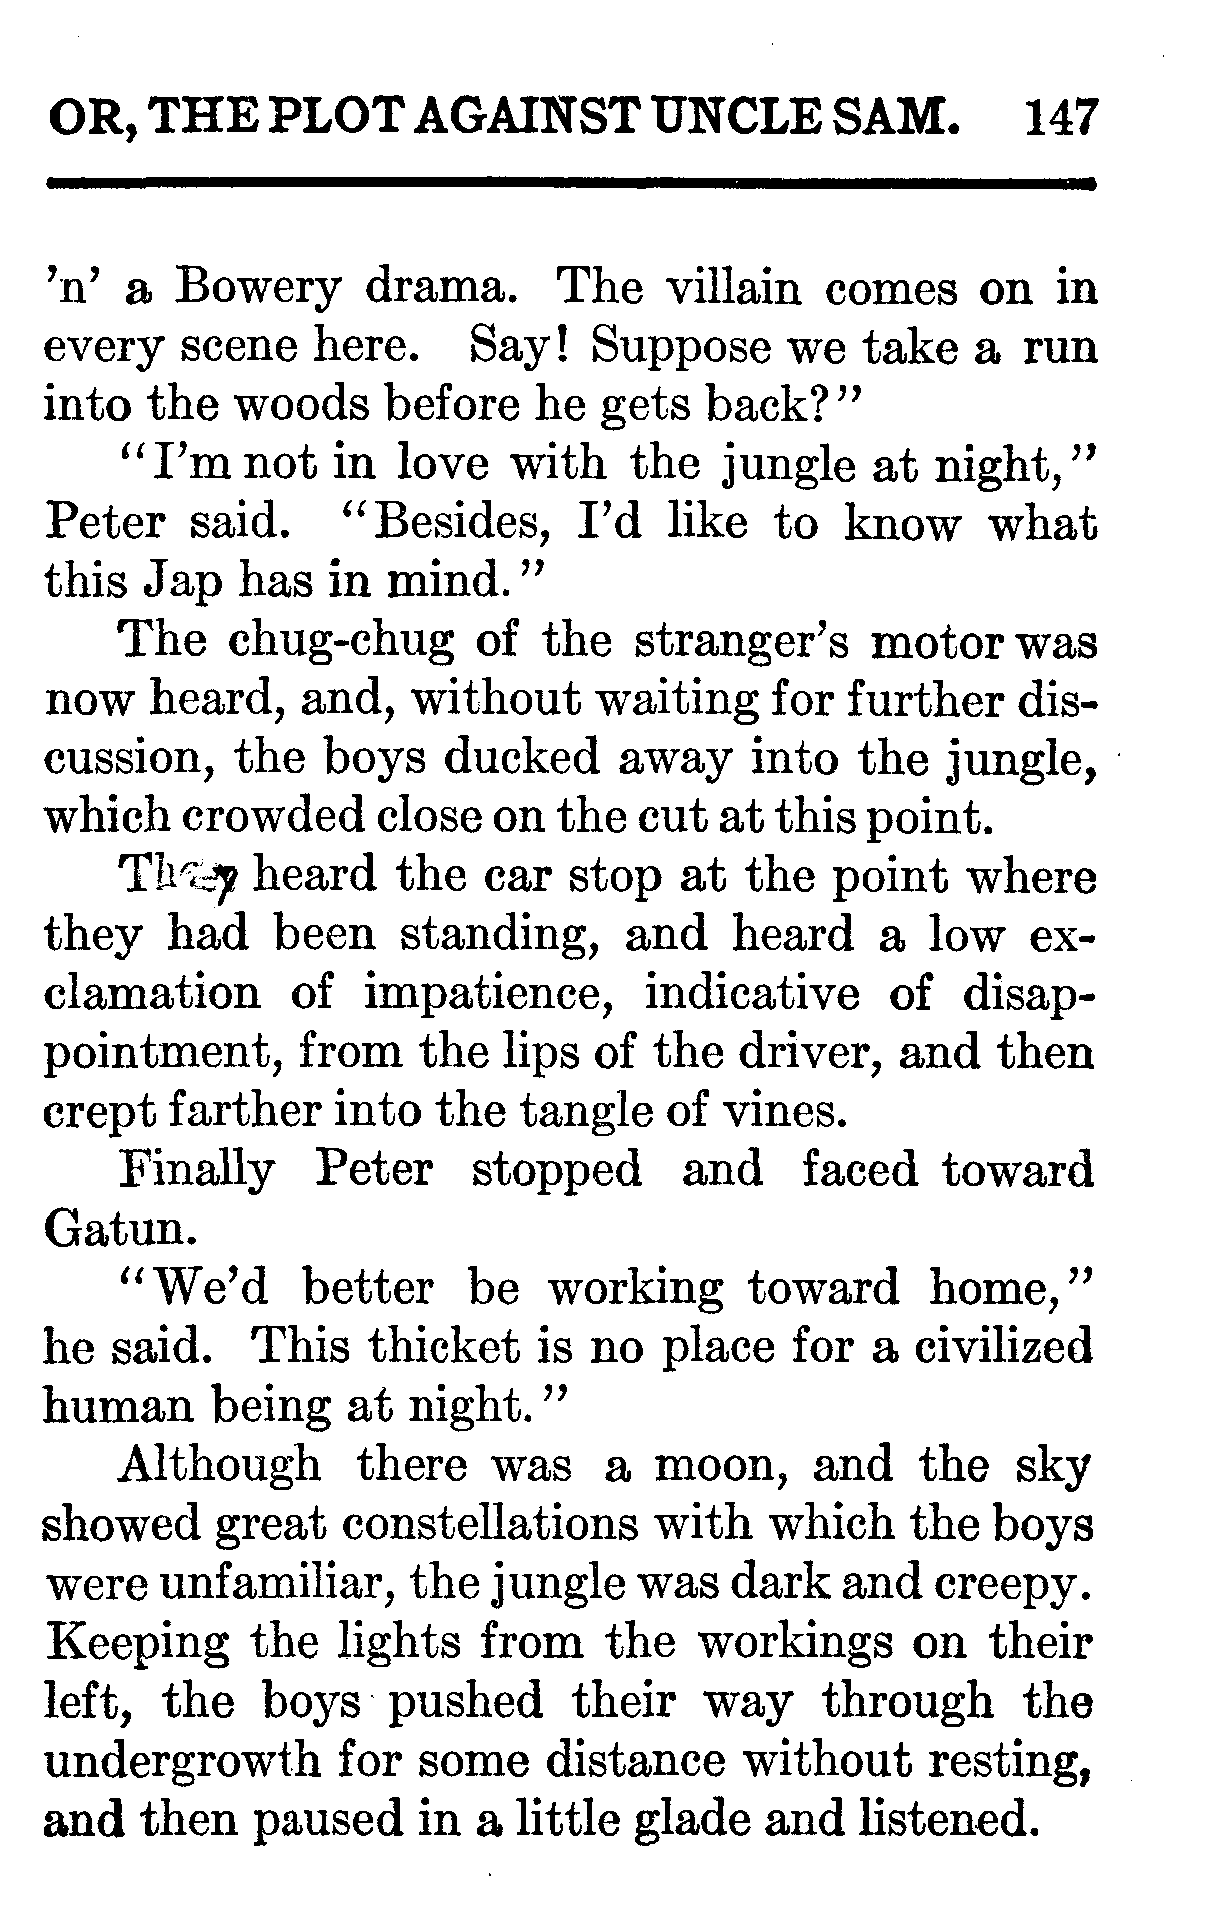 OR, THE PLOT AGAINST UNCLE SAM. 147
'n' a Bowery drama. The villain comes on in
every scene here. Say! Suppose we take a run
into the woods before he gets back?"
"I'm not in love with the jungle at night,"
Peter said. "Besides, I'd like to know what
this Jap has in mind."
The chug-chug of the stranger's motor was
now heard, and, without waiting for further dis-
cussion, the boys ducked away into the jungle,
which crowded close on the cut at this point.
They heard the car stop at the point where
they had been standing, and heard a low ex-
clamation of impatience, indicative of disap-
pointment, from the lips of the driver, and then
crept farther into the tangle of vines.
Finally Peter stopped and faced toward
Gatun.
"We'd better be working toward home,"
he said. This thicket is no place for a civilized
human being at night."
Although there was a moon, and the sky
showed great constellations with which the boys
were unfamiliar, the jungle was dark and creepy.
Keeping the lights from the workings on their
left, the boys pushed their way through the
undergrowth for some distance without resting,
and then paused in a little glade and listened.